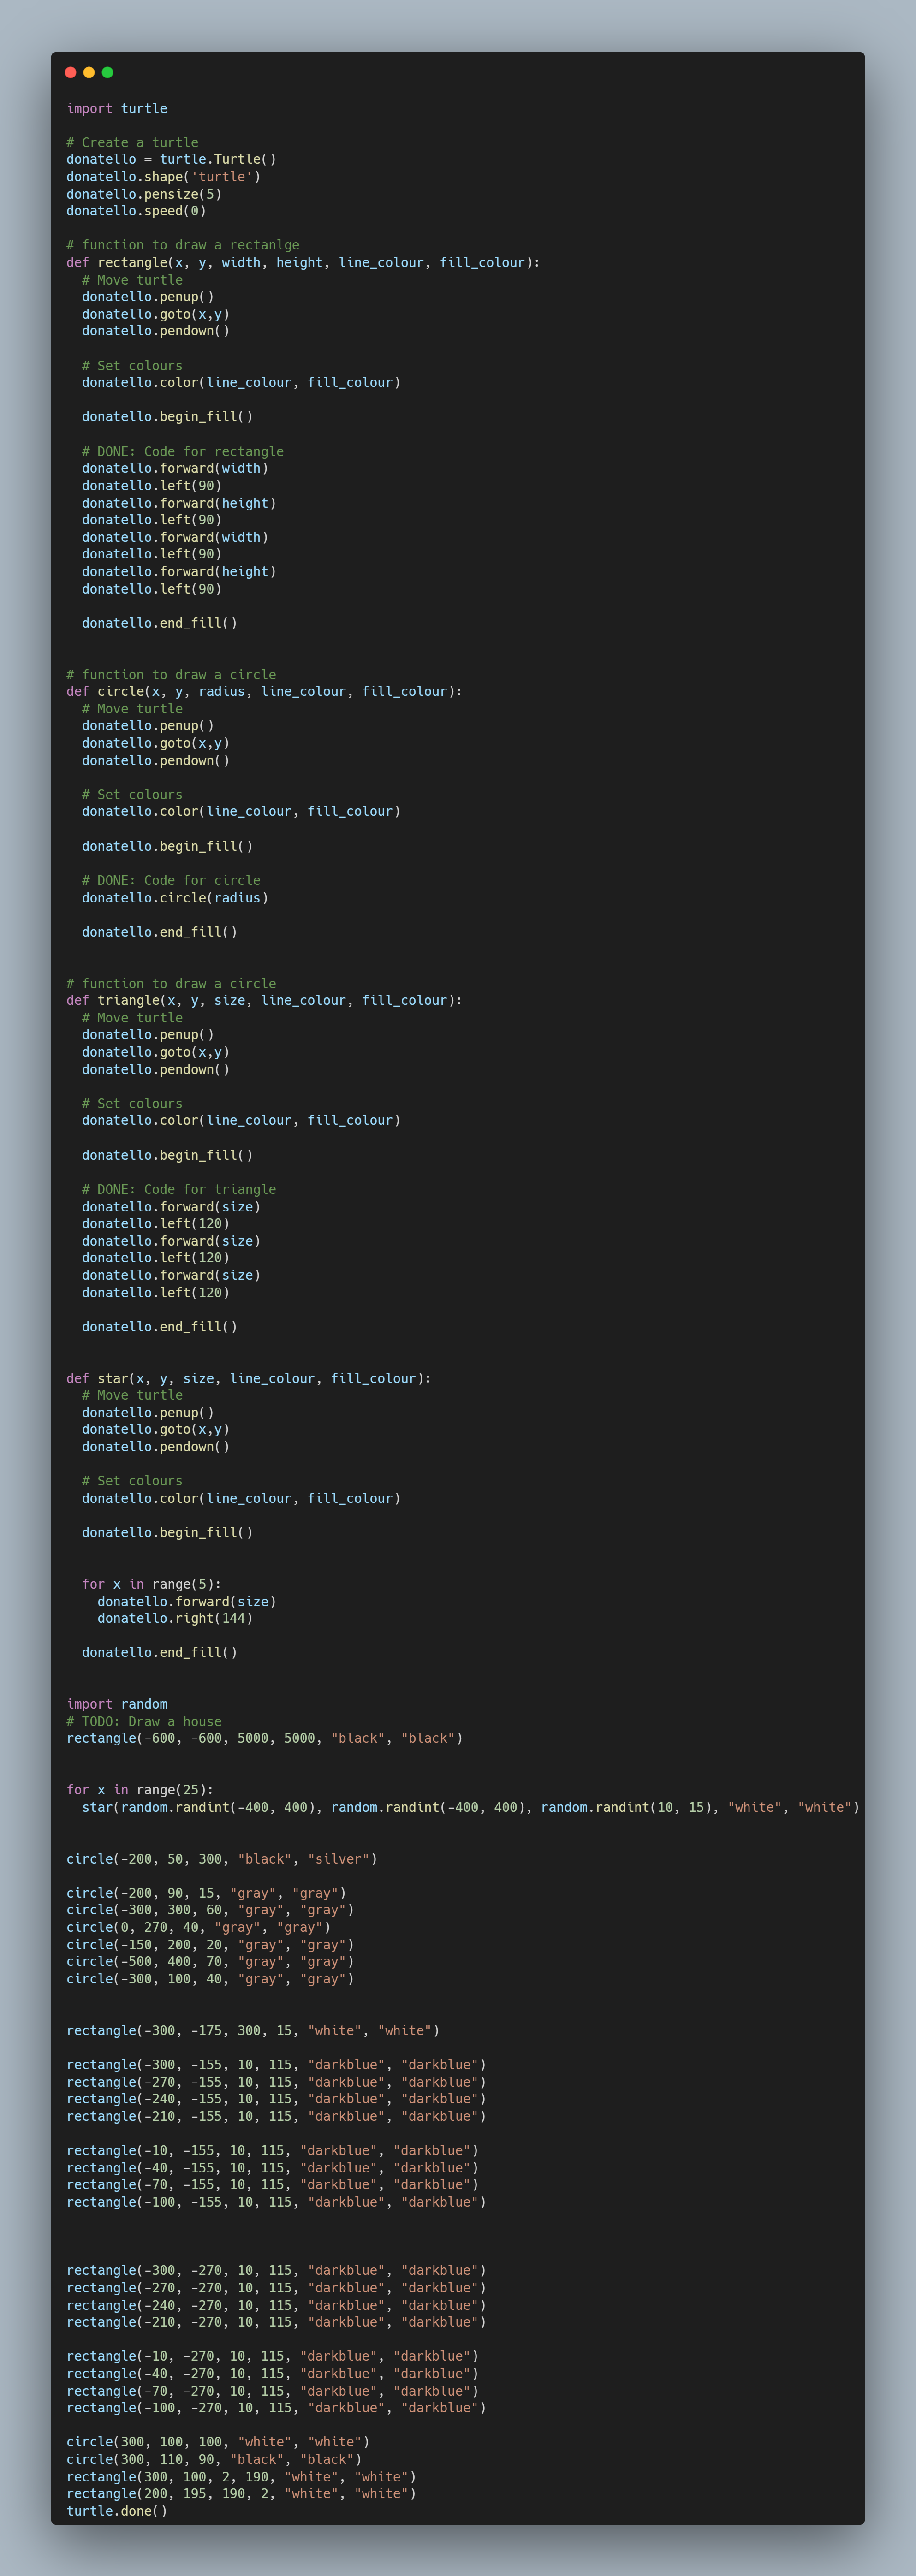 import turtle
# Create a turtle
donatello = turtle.Turtle()
donatello.shape('turtle')
donatello.pensize(5)
donatello.speed(0)
# function to draw a rectanlge
def rectangle(x, y, width, height, line_colour, fill_colour):
# Move turtle
donatello.penup()
donatello.goto(x,y)
donatello.pendown()
# Set colours
donatello.color(line_colour, fill_colour)
donatello.begin_fill()
# DONE: Code for rectangle
donatello.forward(width)
donatello.left(90)
donatello.forward(height)
donatello.left(90)
donatello.forward(width)
donatello.left(90)
donatello.forward(height)
donatello.left(90)
donatello.end_fill()
# function to draw a circle
def circle(x, y, radius, line_colour, fill_colour):
# Move turtle
donatello.penup()
donatello.goto(x,y)
donatello.pendown()
# Set colours
donatello.color(line_colour, fill_colour)
donatello.begin_fill()
# DONE: Code for circle
donatello.circle(radius)
donatello.end_fill()
# function to draw a circle
def triangle(x, y, size, line_colour, fill_colour):
# Move turtle
donatello.penup()
donatello.goto(x,y)
donatello.pendown()
# Set colours
donatello.color(line_colour, fill_colour)
donatello.begin_fill()
# DONE: Code for triangle
donatello.forward(size)
donatello.left(120)
donatello.forward(size)
donatello.left(120)
donatello.forward(size)
donatello.left(120)
donatello.end_fill()
def star(x, y, size, line_colour, fill_colour):
# Move turtle
donatello.penup()
donatello.goto(x,y)
donatello.pendown()
# Set colours
donatello.color(line_colour, fill_colour)
donatello.begin_fill()
for x in range(5):
donatello.forward(size)
donatello.right(144)
donatello.end_fill()
import random
# TODO: Draw a house
rectangle(-600, -600, 5000, 5000, "black", "black")
for x in range(25):
star(random.randint(-400, 400), random.randint(-400, 400), random.randint(10, 15), "white", "white")
circle(-200, 50, 300, "black", "silver")
circle(-200, 90, 15, "gray", "gray")
circle(-300, 300, 60, "gray", "gray")
circle(0, 270, 40, "gray", "gray")
circle(-150, 200, 20, "gray", "gray")
circle(-500, 400, 70, "gray", "gray")
circle(-300, 100, 40, "gray", "gray")
rectangle(-300, -175, 300, 15, "white", "white")
rectangle(-300, -155, 10, 115, "darkblue", "darkblue")
rectangle(-270, -155, 10, 115, "darkblue", "darkblue")
rectangle(-240, -155, 10, 115, "darkblue", "darkblue")
rectangle(-210, -155, 10, 115, "darkblue", "darkblue")
rectangle(-10, -155, 10, 115, "darkblue", "darkblue")
rectangle(-40, -155, 10, 115, "darkblue", "darkblue")
rectangle(-70, -155, 10, 115, "darkblue", "darkblue")
rectangle(-100, -155, 10, 115, "darkblue", "darkblue")
rectangle(-300, -270, 10, 115, "darkblue", "darkblue")
rectangle(-270, -270, 10, 115, "darkblue", "darkblue")
rectangle(-240, -270, 10, 115, "darkblue", "darkblue")
rectangle(-210, -270, 10, 115, "darkblue", "darkblue")
rectangle(-10, -270, 10, 115, "darkblue", "darkblue")
rectangle(-40, -270, 10, 115, "darkblue", "darkblue")
rectangle(-70, -270, 10, 115, "darkblue", "darkblue")
rectangle(-100, -270, 10, 115, "darkblue", "darkblue")
circle(300, 100, 100, "white", "white")
circle(300, 110, 90, "black", "black")
rectangle(300, 100, 2, 190, "white", "white")
rectangle(200, 195, 190, 2, "white", "white")
turtle.done()